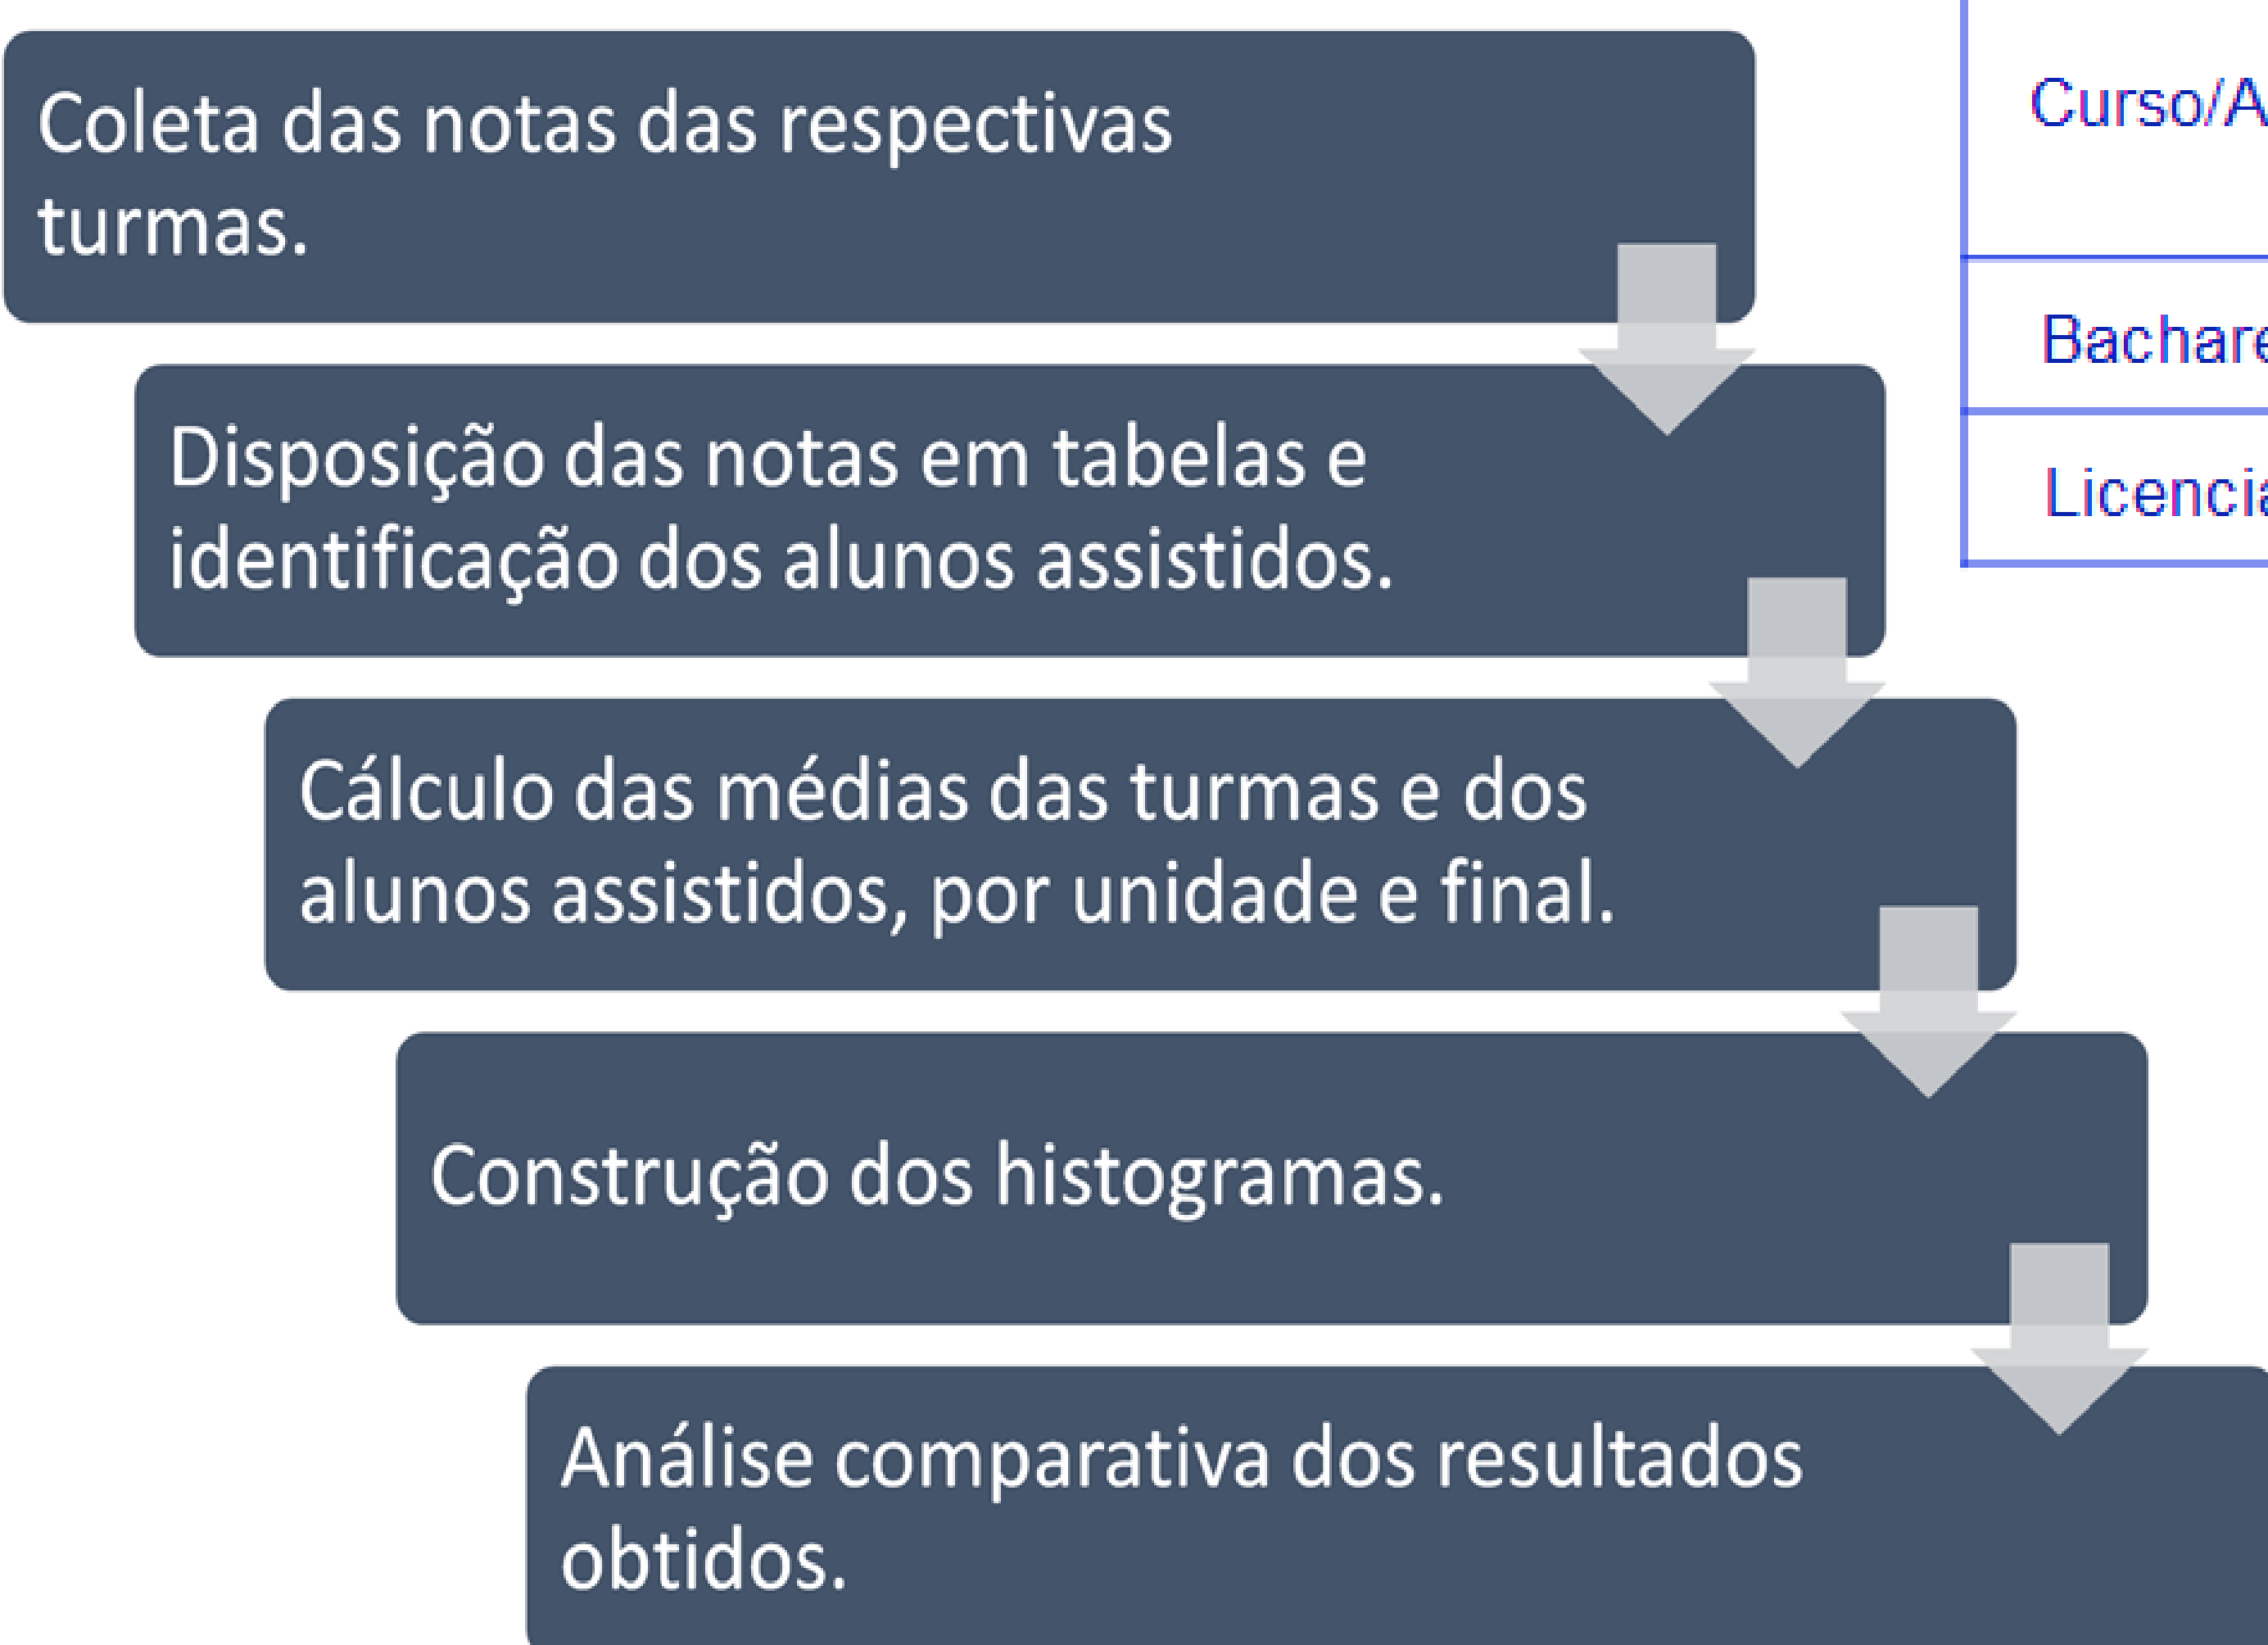 Coleta das notas das respectivas
turmas.
Disposição das notas em tabelas e
identificação dos alunos assistidos.
Cálculo das médias das turmas e dos
alunos assistidos, por unidade e final.
Construção dos histogramas.
Análise comparativa dos resultados
obtidos.
Curso/A